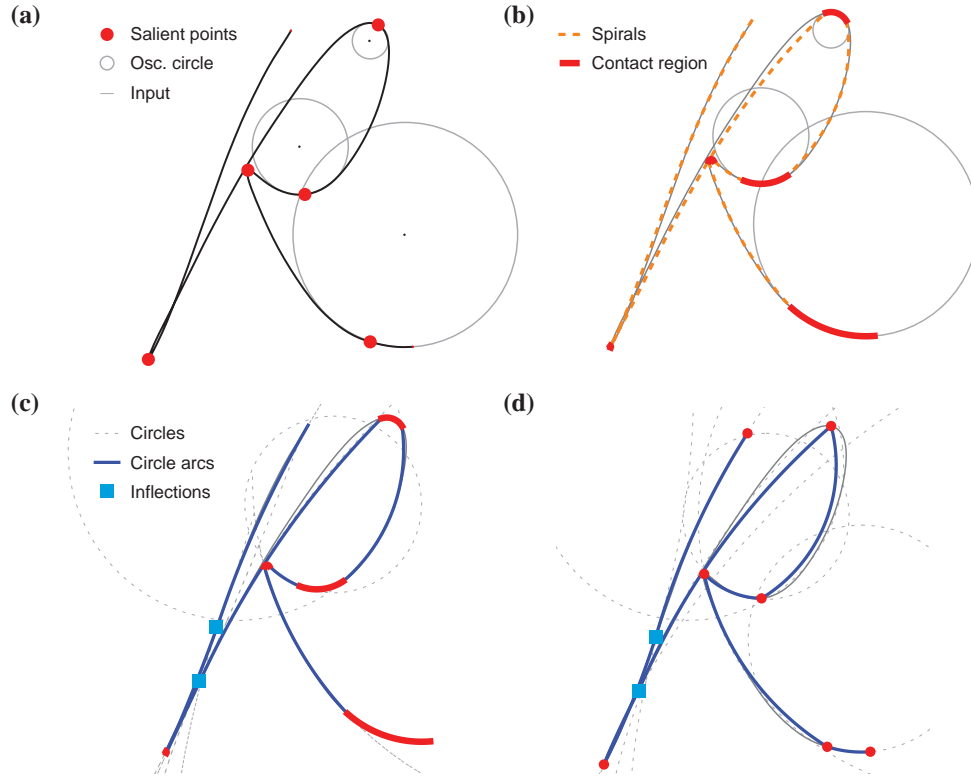 (a)
Salient points
Osc. circle
Input
(b)
Spirals
Contact region
(c)
Circles
Circle arcs
Inflections
(d)